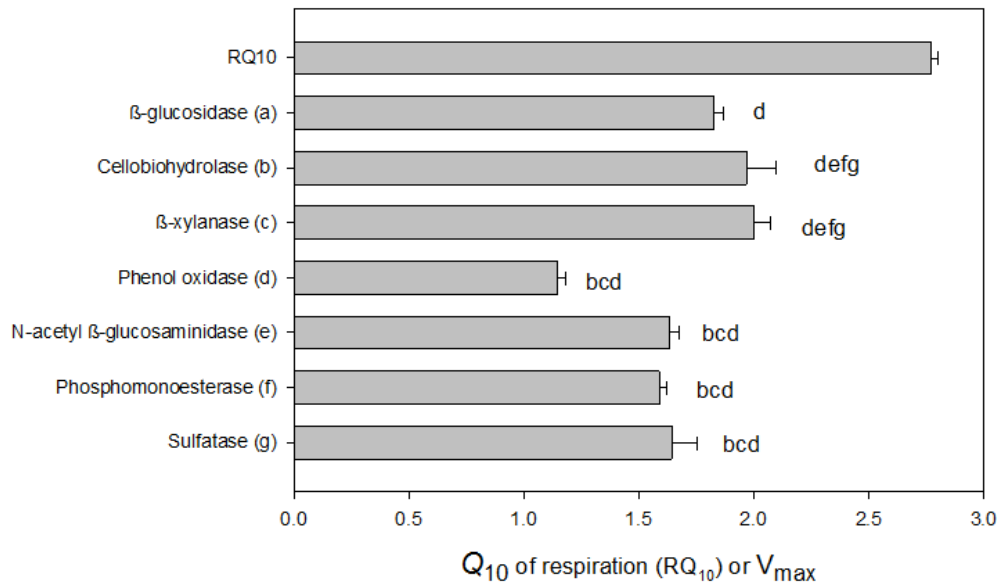 RQ10
ß-glucosidase (a) d
Cellobiohydrolase (b) defg
ß-xylanase (c) defg
Phenol oxidase (d) bcd
N-acetyl ß-glucosaminidase (e) bcd
Phosphomonoesterase (f) bcd
Sulfatase (g) bcd
0.0 0.5 1.0 1.5 2.0 2.5 3.0
Q10 of respiration (RQ10) or Vmax